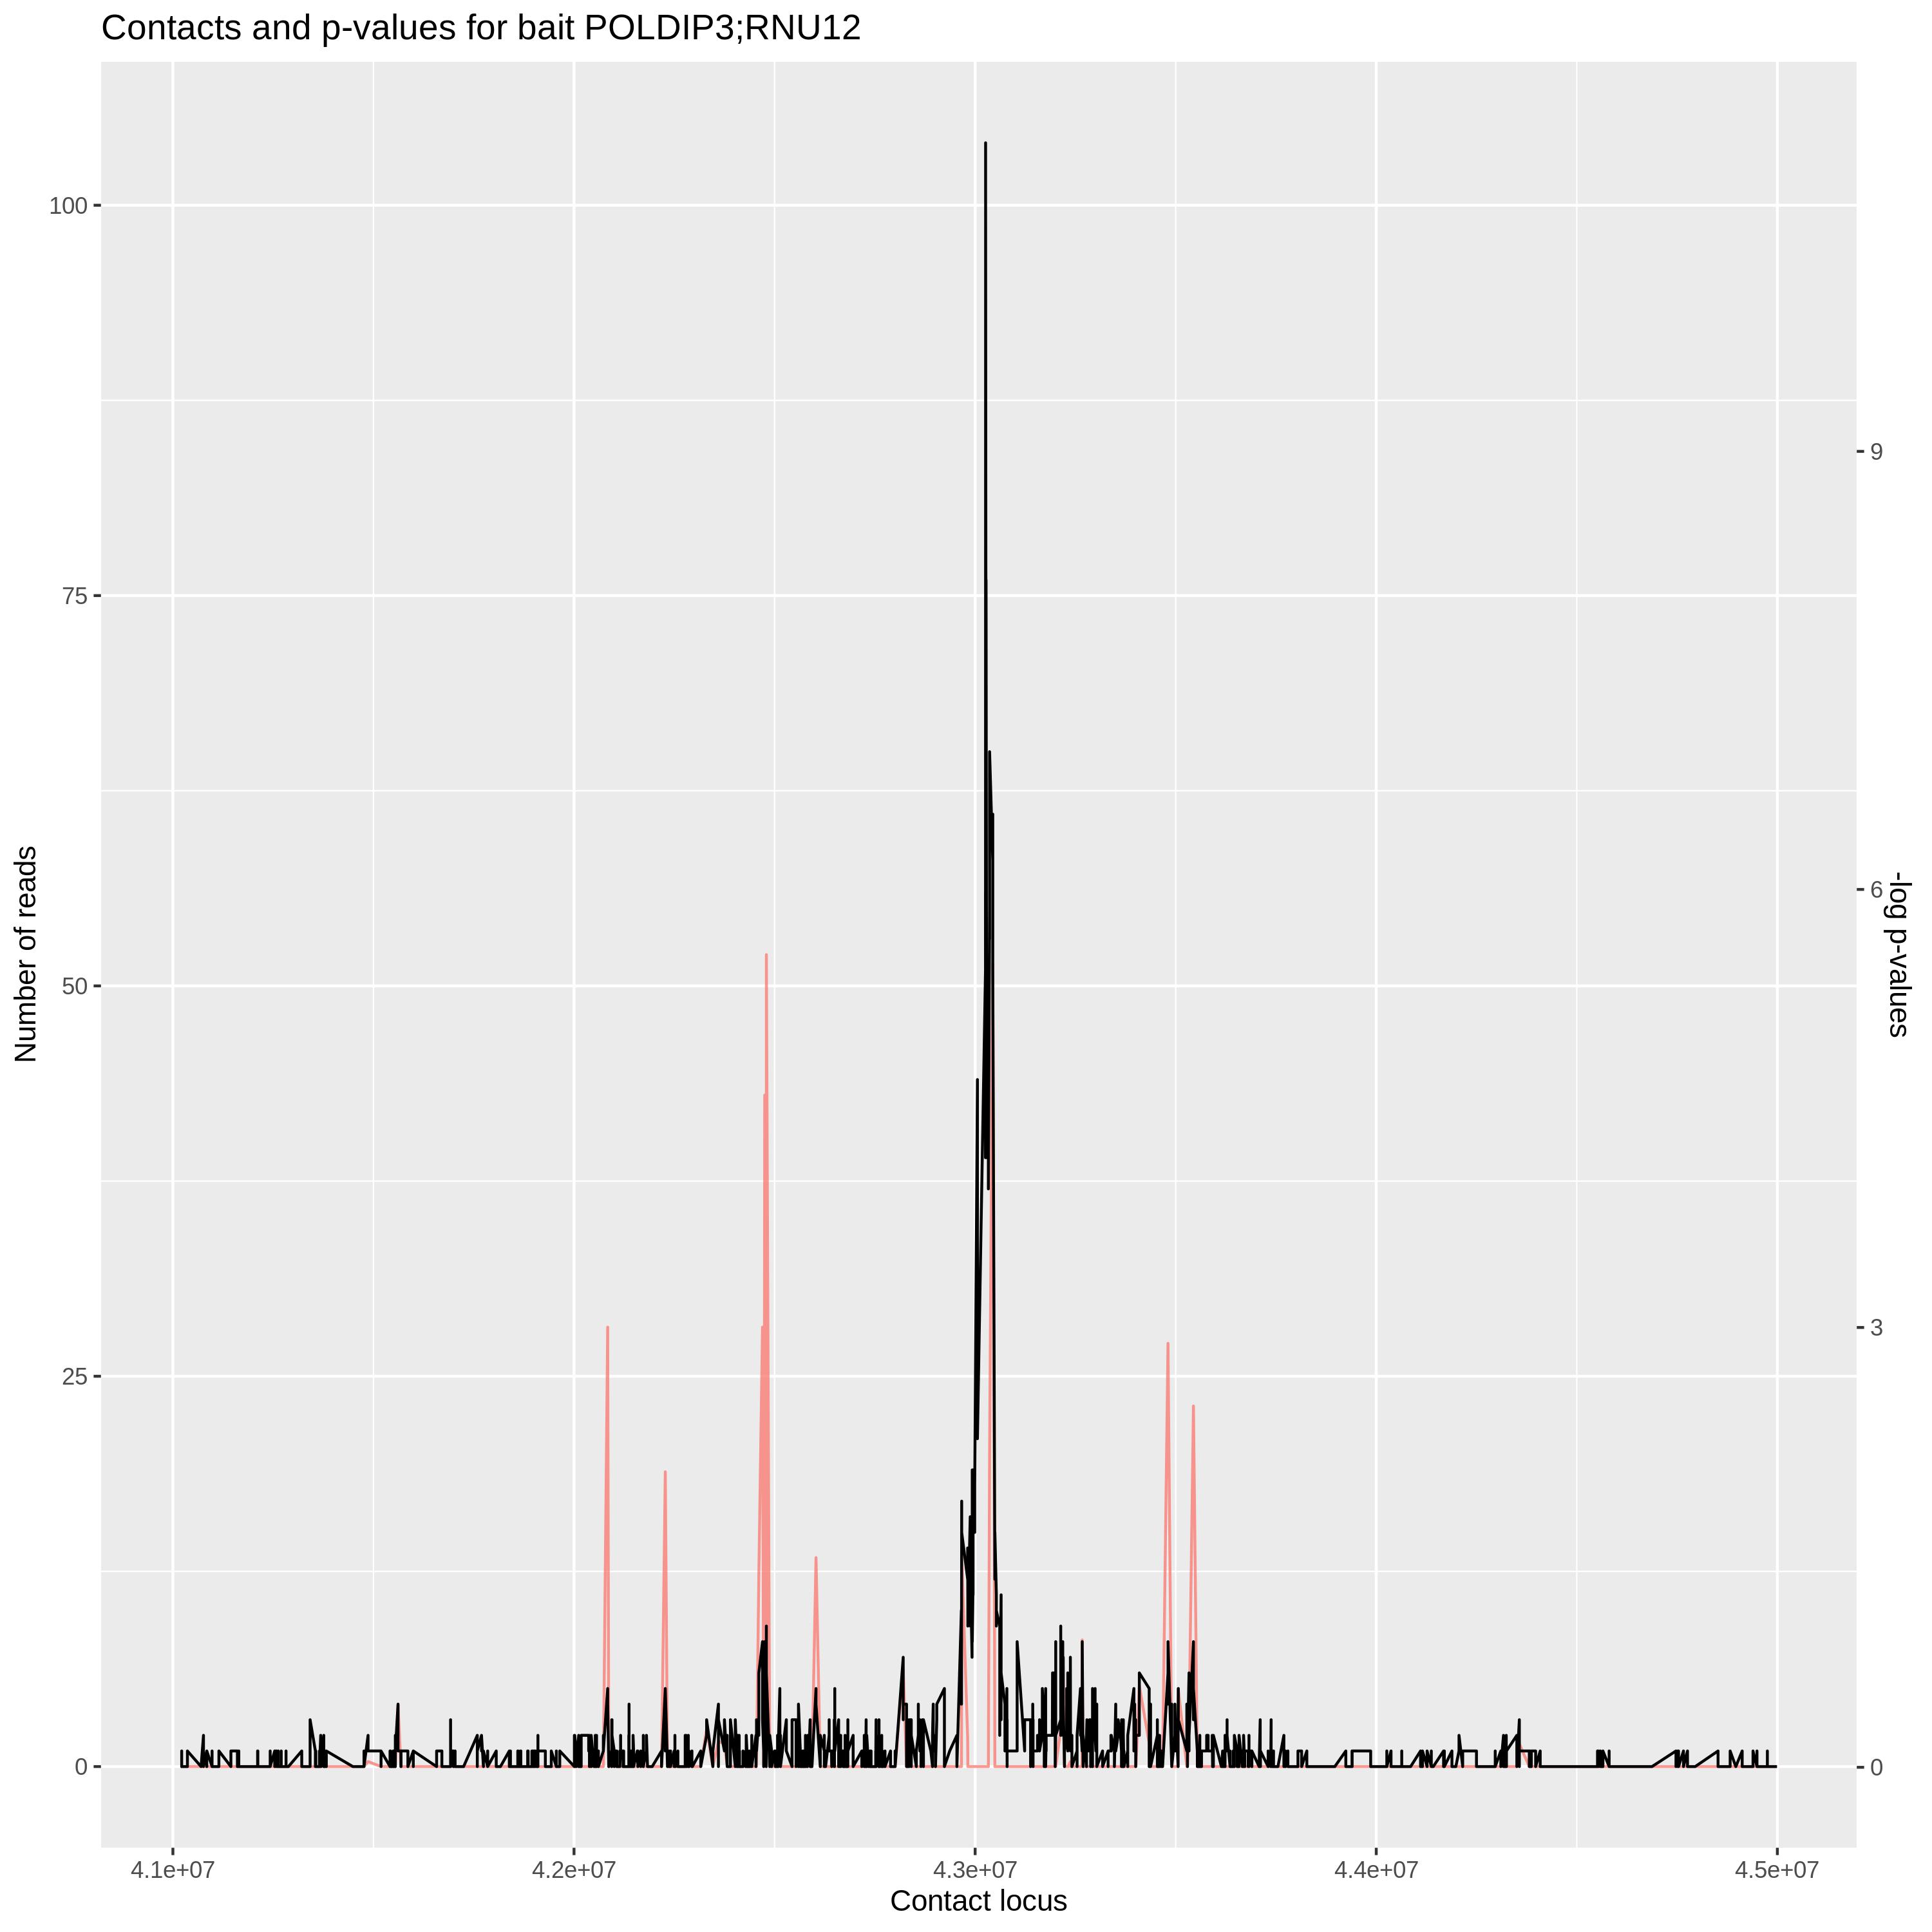 Contacts and p-values for bait POLDIP3;RNU12
Number of reads
100
75
50
25
0
9
6
3
0
-log p-values
4.1e+07
4.2e+07
4.3e+07
4.4e+07
4.5e+07
Contact locus